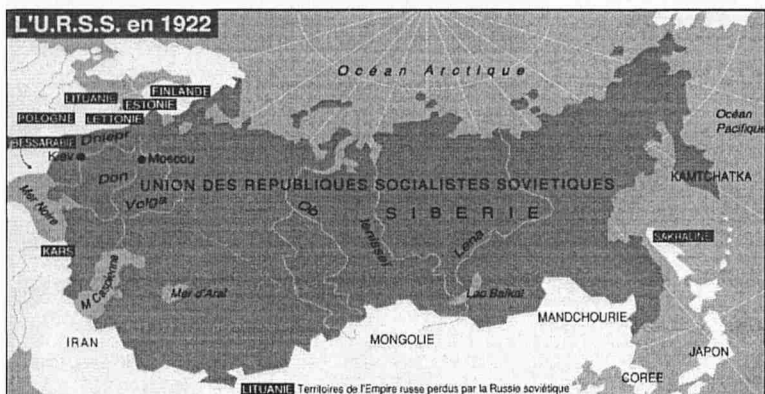 L'U.R.S.S. en 1922
Océan Arctique
FINLANDE
LITUANIE
ESTONIE
POLOGNE
LETTONIE
Océan
Pacifique
BESSARABIE
Dniepr
Kiev
Moscou
KAMTCHATKA
Don
UNION DES REPUBLIQUES SOCIALISTES SOVIETIQUES
Mer Noire
Volga
Ob
Ienissei
SIBERIE
Lena
SAKHALINE
KARS
M Caspienne
Mer d'Aral
Lac Baïkal
MANDCHOURIE
IRAN
MONGOLIE
JAPON
COREE
LITUANIE Territoires de l'Empire russe perdus par la Russie soviétique